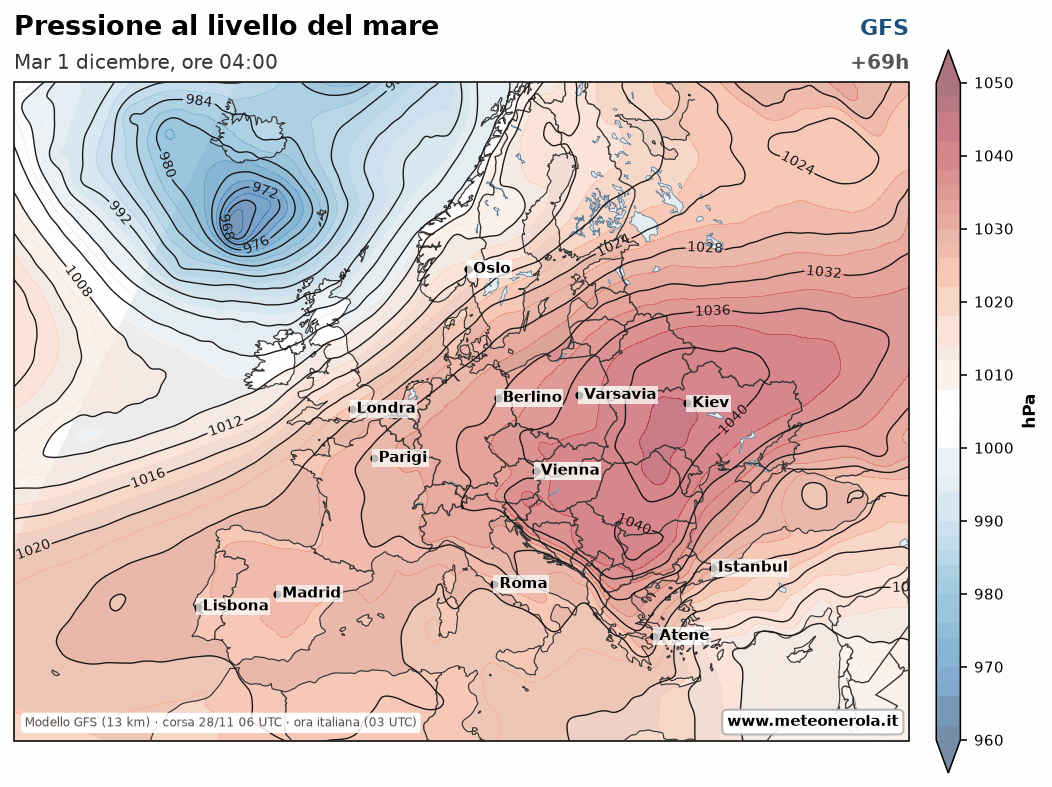 Pressione al livello del mare
GFS
Mar 1 dicembre, ore 04:00
+69h
984
980
972
992
968
976
1008
1024
1024
1028
1032
1036
1012
1016
1020
1040
1040
Oslo
Berlino
Varsavia
Kiev
Londra
Parigi
Vienna
Istanbul
Roma
Madrid
Lisbona
Atene
1050
1040
1030
1020
1010
1000
990
980
970
960
hPa
Modello GFS (13 km) · corsa 28/11 06 UTC · ora italiana (03 UTC)
www.meteonerola.it